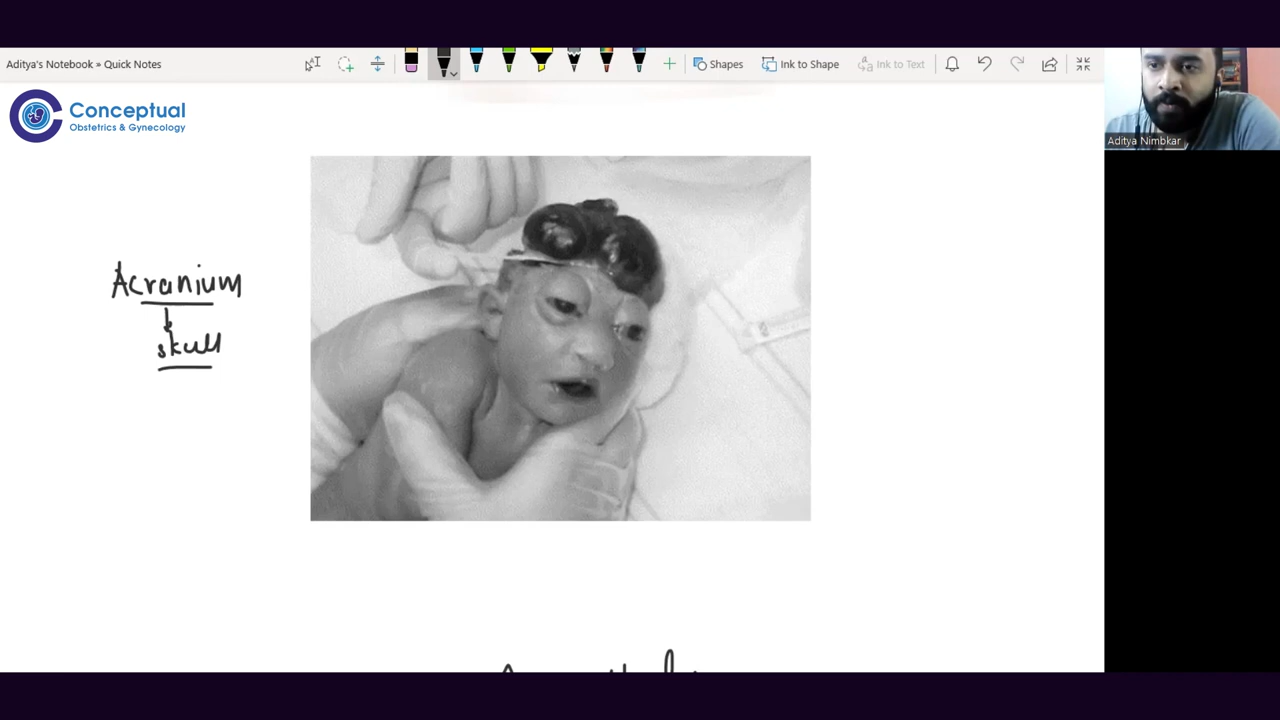 Aditya's Notebook » Quick Notes
Shapes
Ink to Shape
Ink to Text
Conceptual
Obstetrics & Gynecology
Aditya Nimbkar
Acranium
skull